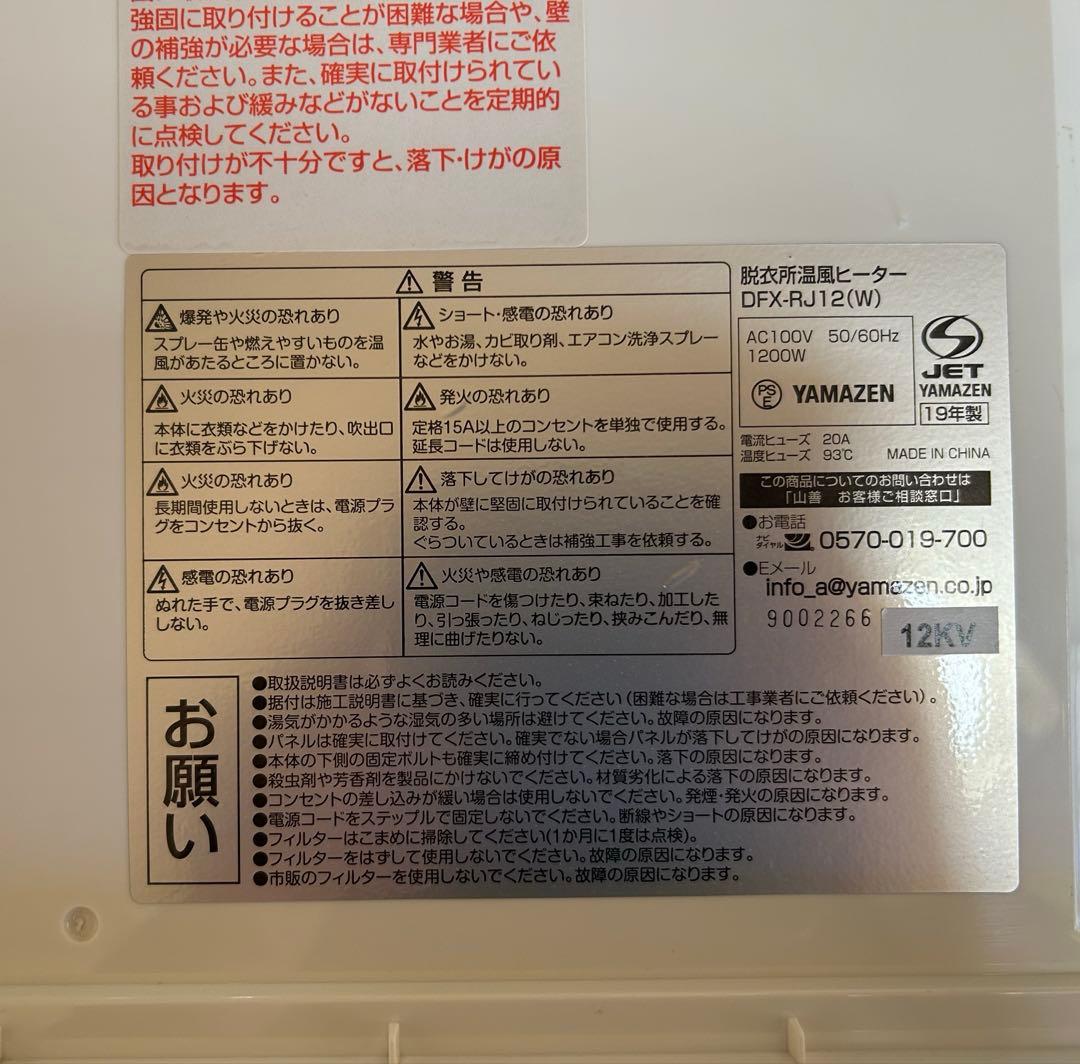 強固に取り付けることが困難な場合や、壁
の補強が必要な場合は、専門業者にご依
頼ください。また、確実に取付けられてい
る事および緩みなどがないことを定期的
に点検してください。
取り付けが不十分ですと、落下・けがの原
因となります。
警告
爆発や火災の恐れあり
スプレー缶や燃えやすいものを温
風があたるところに置かない。
ショート・感電の恐れあり
水やお湯、カビ取り剤、エアコン洗浄スプレー
などをかけない。
火災の恐れあり
本体に衣類などをかけたり、吹出口
に衣類をぶら下げない。
発火の恐れあり
定格15A以上のコンセントを単独で使用する。
延長コードは使用しない。
火災の恐れあり
長期間使用しないときは、電源プラ
グをコンセントから抜く。
落下してけがの恐れあり
本体が壁に堅固に取付けられていることを確
認する。
ぐらついているときは補強工事を依頼する。
感電の恐れあり
ぬれた手で、電源プラグを抜き差し
しない。
火災や感電の恐れあり
電源コードを傷つけたり、束ねたり、加工した
り、引っ張ったり、ねじったり、挟みこんだり、無
理に曲げたりない。
脱衣所温風ヒーター
DFX-RJ12(W)
AC100V 50/60Hz
1200W
PSE YAMAZEN
JET
YAMAZEN
19年製
電流ヒューズ 20A
温度ヒューズ 93℃ MADE IN CHINA
この商品についてのお問い合わせは
「山善 お客様ご相談窓口」
●お電話
ナビダイヤル 0570-019-700
●Eメール
info_a@yamazen.co.jp
9002266
12KV
お願い
●取扱説明書は必ずよくお読みください。
●据付は施工説明書に基づき、確実に行ってください(困難な場合は工事業者にご依頼ください)。
●湯気がかかるような湿気の多い場所は避けてください。故障の原因になります。
●パネルは確実に取付けてください。確実でない場合パネルが落下してけがの原因になります。
●本体の下側の固定ボルトも確実に締め付けてください。落下の原因になります。
●殺虫剤や芳香剤を製品にかけないでください。材質劣化による落下の原因になります。
●コンセントの差し込みが緩い場合は使用しないでください。発煙・発火の原因になります。
●電源コードをステップルで固定しないでください。断線やショートの原因になります。
●フィルターはこまめに掃除してください(1か月に1度は点検)。
●フィルターをはずして使用しないでください。故障の原因になります。
●市販のフィルターを使用しないでください。故障の原因になります。